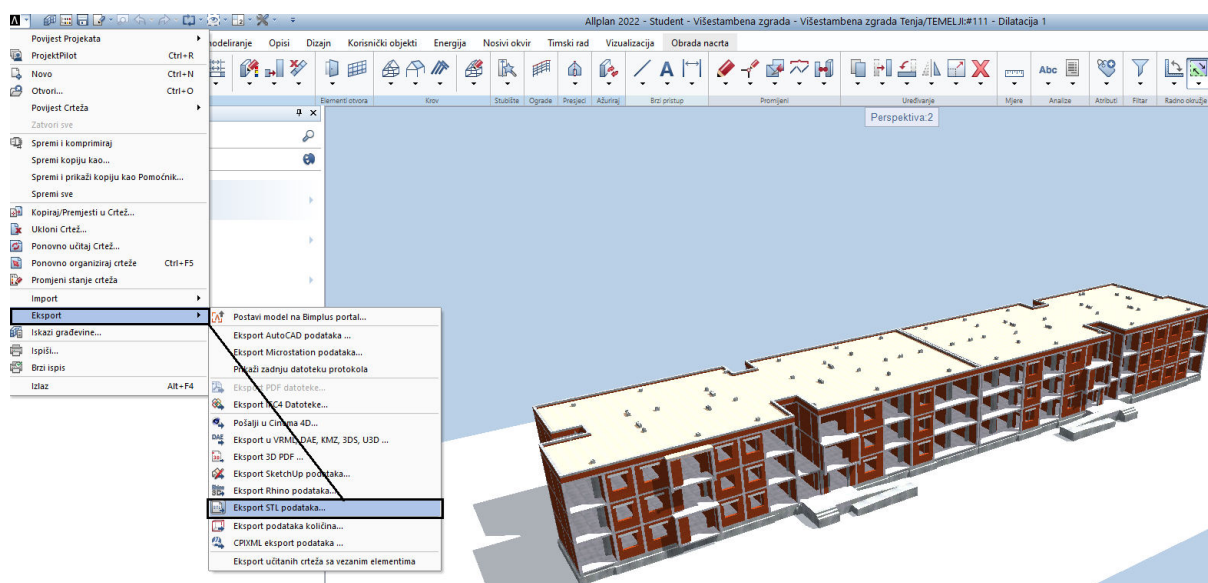 Allplan 2022 - Student - Višestambena zgrada - Višestambena zgrada Tenja/TEMELJI:#111 - Dilatacija 1
Opisi Dizajn Korisnički objekti Energija Nosivi okvir Timski rad Vizualizacija Obrada nacrta
Abc
Elementi otvora Krov Stubište Ograde Presjeci Ažuriraj Brzi pristup Promijeni Uređivanje Mjere Analize Atributi Filtar Radno okružje
Perspektiva:2
Povijest Projekata
ProjektPilot Ctrl+R
Novo Ctrl+N
Otvori... Ctrl+O
Povijest Crteža
Zatvori sve
Spremi i komprimiraj
Spremi kopiju kao...
Spremi i prikaži kopiju kao Pomoćnik...
Spremi sve
Kopiraj/Premjesti u Crtež...
Ukloni Crtež...
Ponovno učitaj Crtež...
Ponovno organiziraj crteže Ctrl+F5
Promjeni stanje crteža
Import
Eksport
Iskazi građevine...
Ispiši...
Brzi ispis
Izlaz Alt+F4
Postavi model na Bimplus portal...
Eksport AutoCAD podataka ...
Eksport Microstation podataka...
Prikaži zadnju datoteku protokola
Eksport PDF datoteke...
Eksport IFC4 Datoteke...
Pošalji u Cinema 4D...
Eksport u VRML, DAE, KMZ, 3DS, U3D ...
Eksport 3D PDF ...
Eksport SketchUp podataka...
Eksport Rhino podataka...
Eksport STL podataka...
Eksport podataka količina...
CPIXML eksport podataka ...
Eksport učitanih crteža sa vezanim elementima